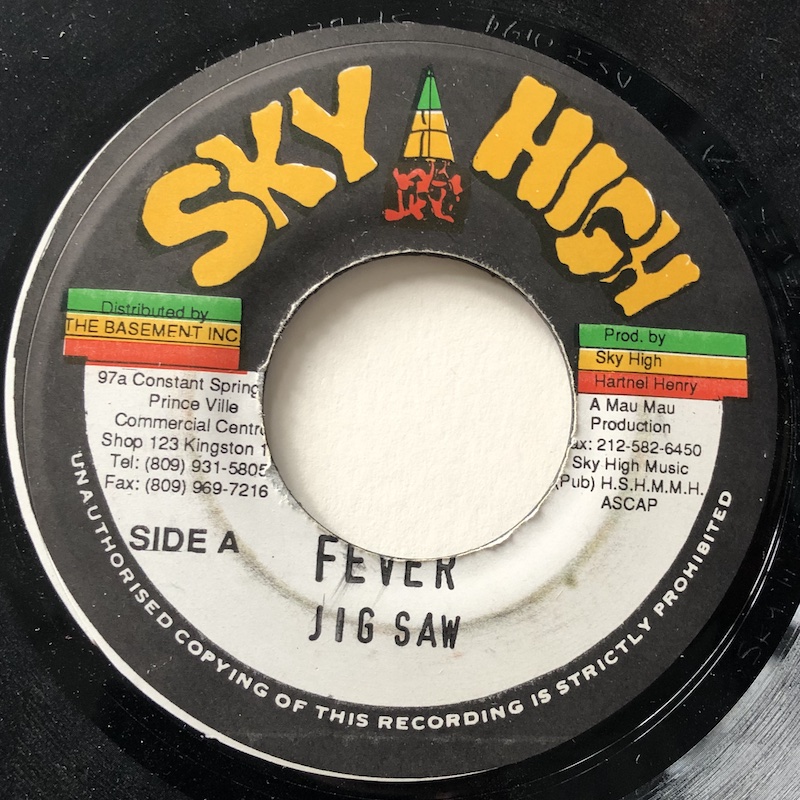 SKY HIGH
Distributed by
THE BASEMENT INC
97a Constant Spring
Prince Ville
Commercial Centr
Shop 123 Kingston 1
Tel: (809) 931-5805
Fax: (809) 969-7216
Prod. by
Sky High
Hartnel Henry
A Mau Mau
Production
ax: 212-582-6450
Sky High Music
(Pub) H.S.H.M.M.H.
ASCAP
SIDE A
FEVER
JIG SAW
UNAUTHORISED COPYING OF THIS RECORDING IS STRICTLY PROHIBITED